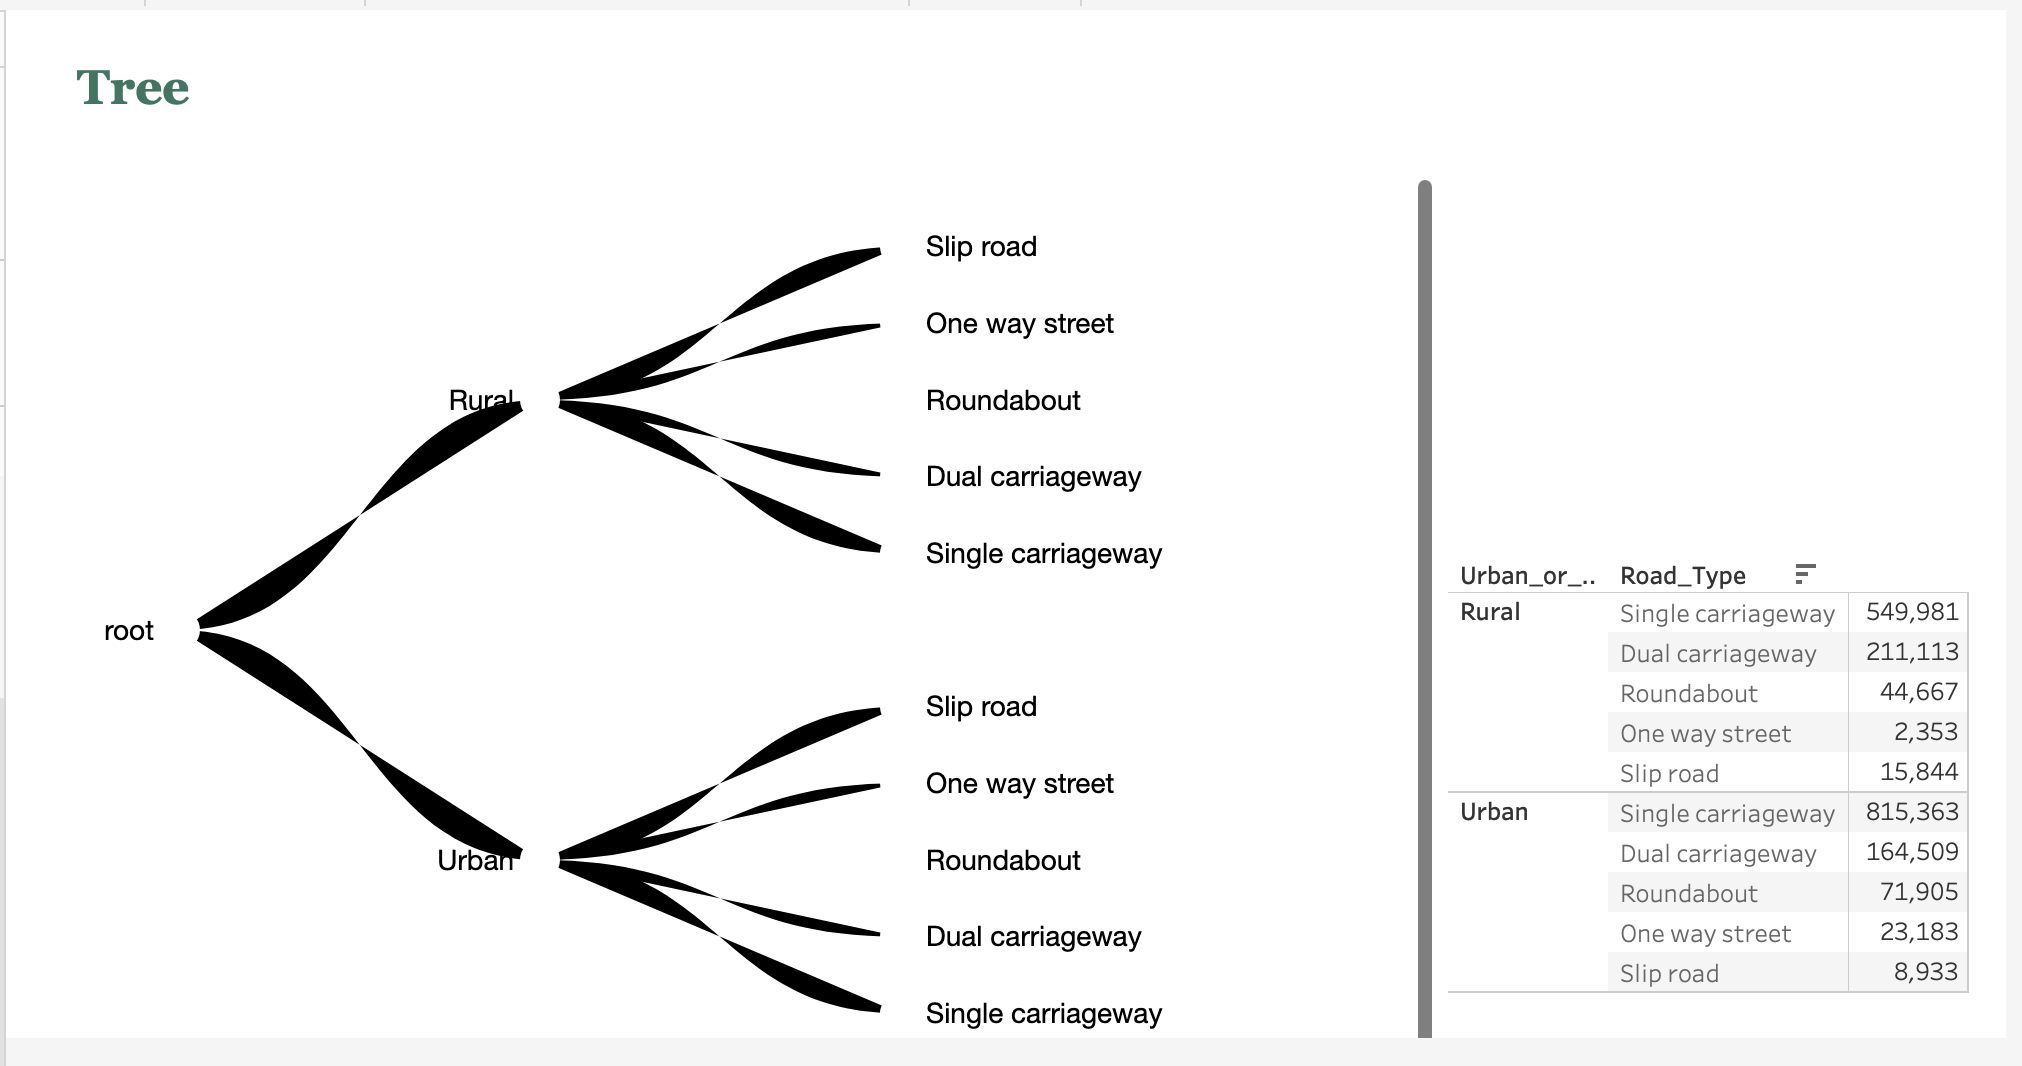 Tree
root
Rural
Slip road
One way street
Roundabout
Dual carriageway
Single carriageway
Urban
Slip road
One way street
Roundabout
Dual carriageway
Single carriageway
Urban_or_.. Road_Type
Rural Single carriageway 549,981
Dual carriageway 211,113
Roundabout 44,667
One way street 2,353
Slip road 15,844
Urban Single carriageway 815,363
Dual carriageway 164,509
Roundabout 71,905
One way street 23,183
Slip road 8,933